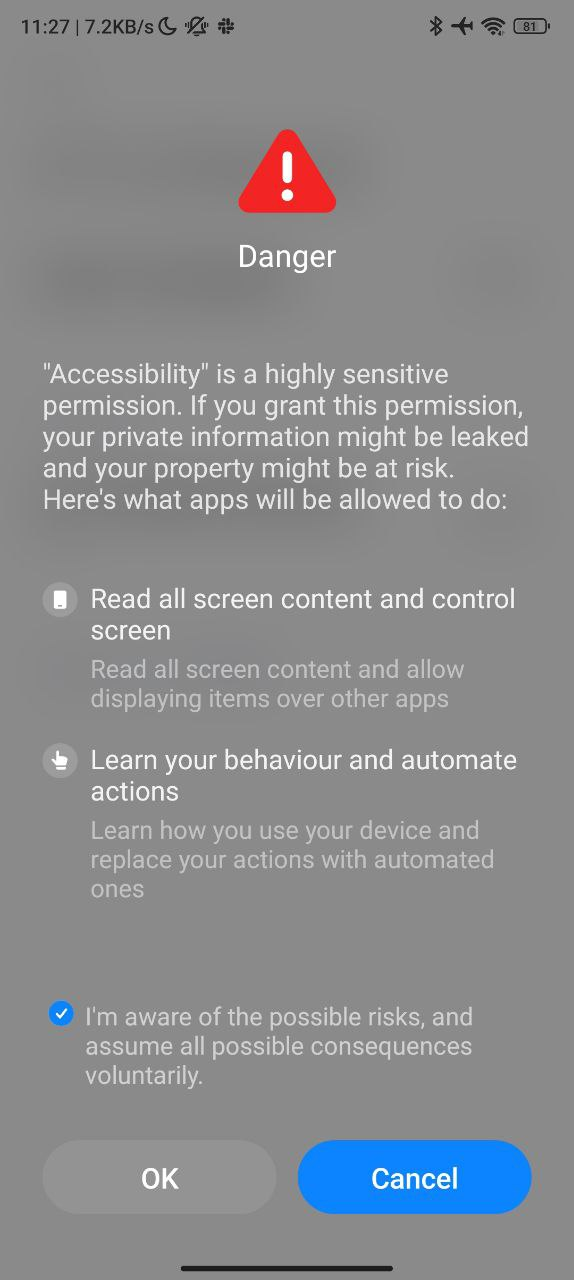 11:27 | 7.2KB/s
81
Danger
"Accessibility" is a highly sensitive
permission. If you grant this permission,
your private information might be leaked
and your property might be at risk.
Here's what apps will be allowed to do:
Read all screen content and control
screen
Read all screen content and allow
displaying items over other apps
Learn your behaviour and automate
actions
Learn how you use your device and
replace your actions with automated
ones
I'm aware of the possible risks, and
assume all possible consequences
voluntarily.
OK
Cancel